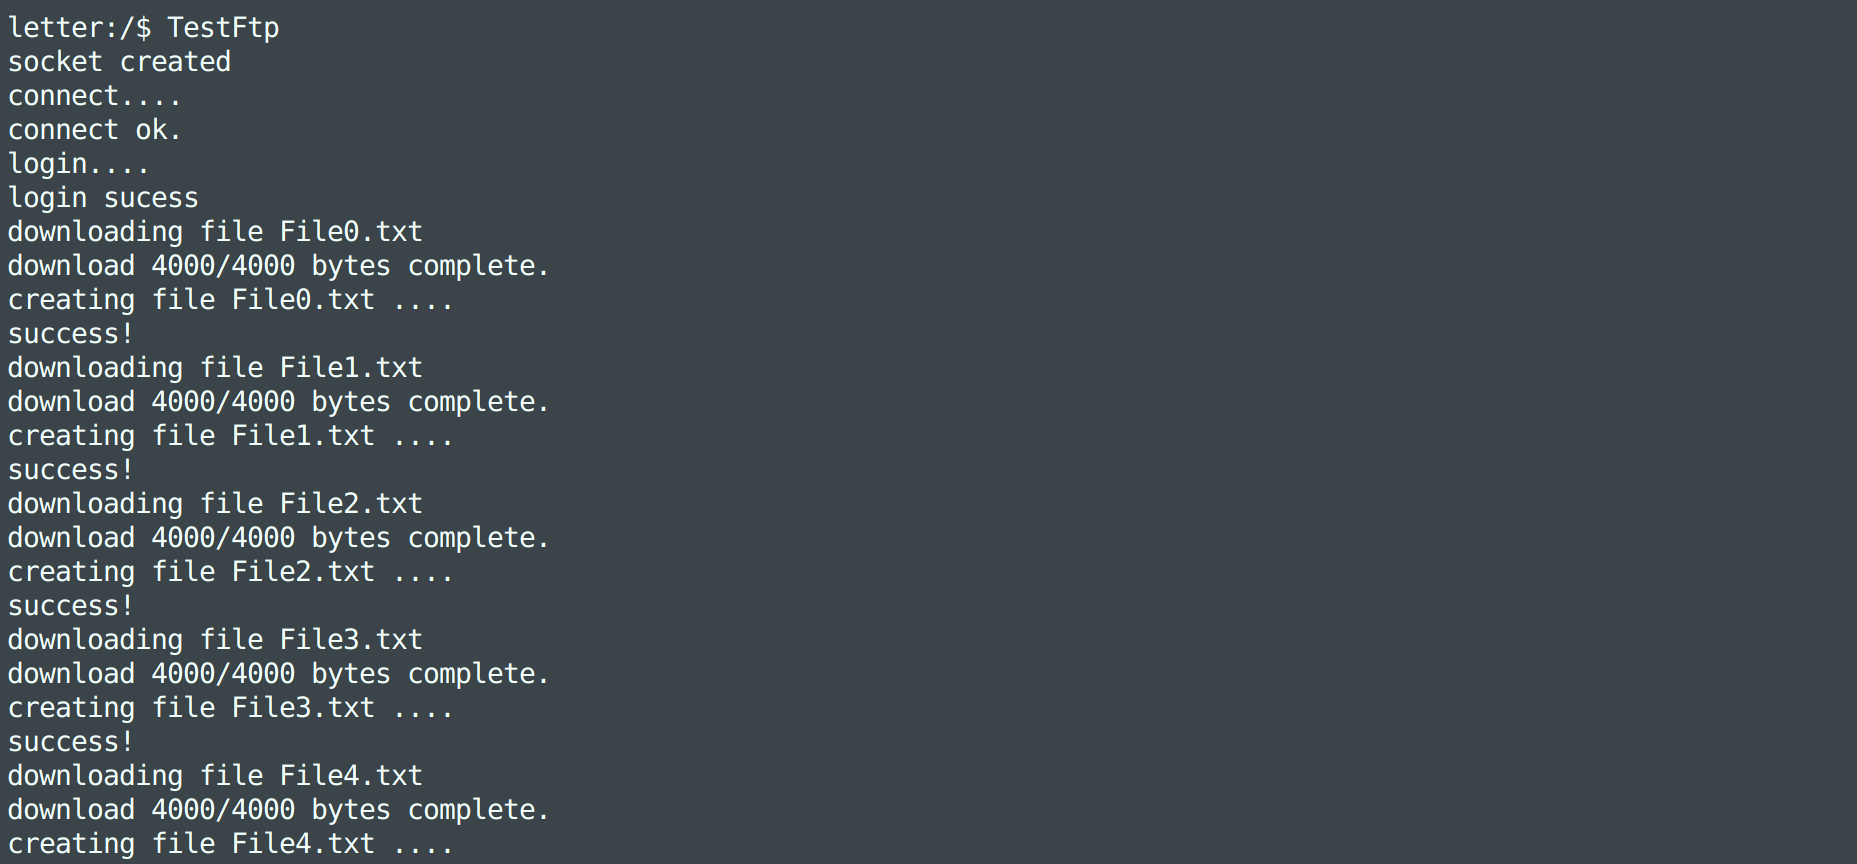 letter:/$ TestFtp
socket created
connect....
connect ok.
login....
login sucess
downloading file File0.txt
download 4000/4000 bytes complete.
creating file File0.txt ....
success!
downloading file File1.txt
download 4000/4000 bytes complete.
creating file File1.txt ....
success!
downloading file File2.txt
download 4000/4000 bytes complete.
creating file File2.txt ....
success!
downloading file File3.txt
download 4000/4000 bytes complete.
creating file File3.txt ....
success!
downloading file File4.txt
download 4000/4000 bytes complete.
creating file File4.txt ....